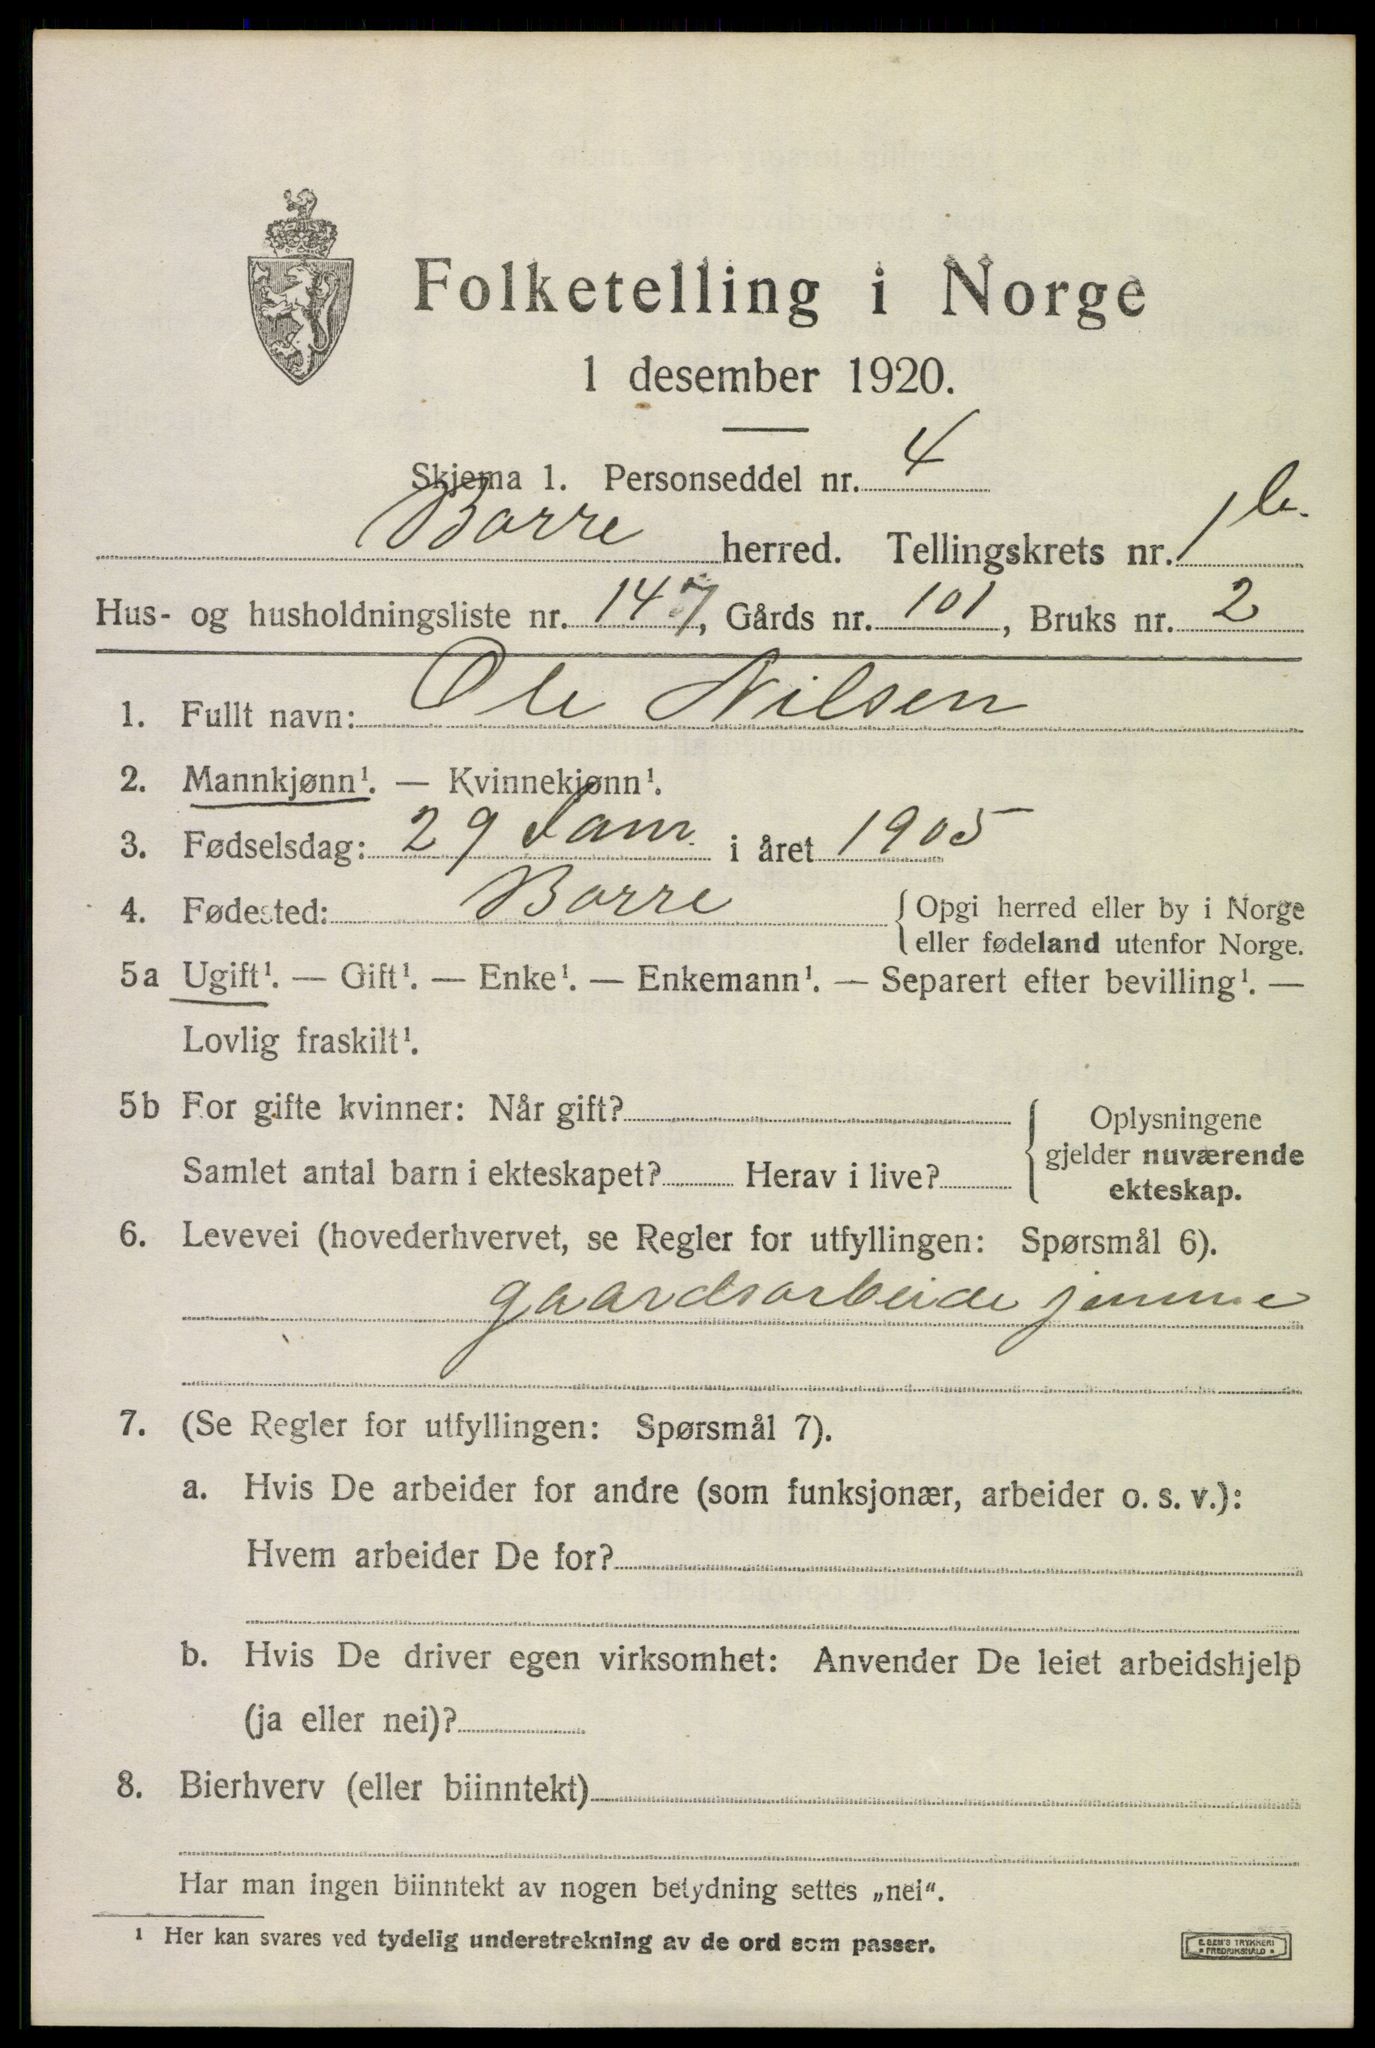 Folketelling i Norge
1 desember 1920.
Skjema 1. Personseddel nr. 4
Borre herred. Tellingskrets nr. 1 b.
Hus- og husholdningsliste nr. 147, Gårds nr. 101, Bruks nr. 2
1. Fullt navn: Ole Nilsen
2. Mannkjønn¹. — Kvinnekjønn¹.
3. Fødselsdag: 29 Jan. i året 1905
4. Fødested: Borre { Opgi herred eller by i Norge
eller fødeland utenfor Norge.
5a Ugift¹. — Gift¹. — Enke¹. — Enkemann¹. — Separert efter bevilling¹. —
Lovlig fraskilt¹.
5b For gifte kvinner: Når gift?
Samlet antal barn i ekteskapet? Herav i live?
{ Oplysningene
gjelder nuværende
ekteskap.
6. Levevei (hovederhvervet, se Regler for utfyllingen: Spørsmål 6).
gaardsarbeide jemme
7. (Se Regler for utfyllingen: Spørsmål 7).
a. Hvis De arbeider for andre (som funksjonær, arbeider o. s. v.):
Hvem arbeider De for?
b. Hvis De driver egen virksomhet: Anvender De leiet arbeidshjelp
(ja eller nei)?
8. Bierhverv (eller biinntekt)
Har man ingen biinntekt av nogen betydning settes „nei“.
¹ Her kan svares ved tydelig understrekning av de ord som passer.
E. SEM'S TRYKKERI
• FREDRIKSHALD •